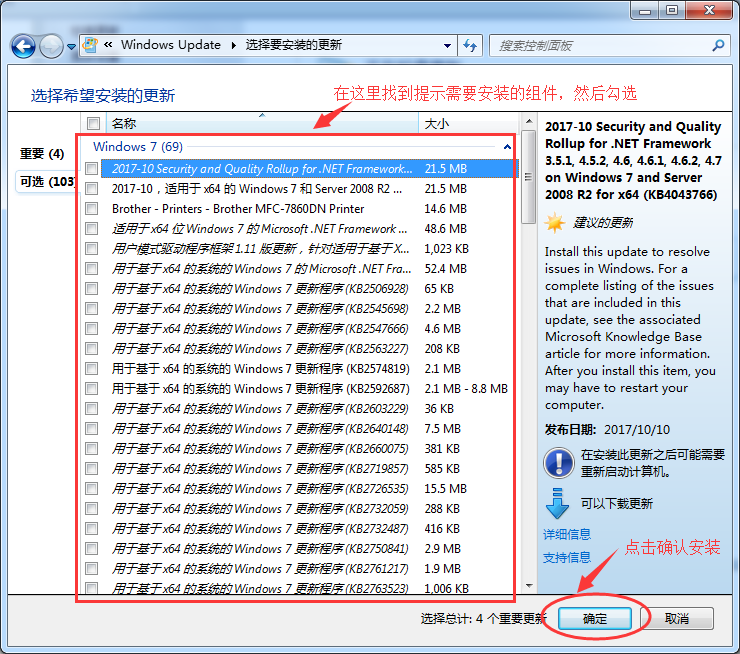 « Windows Update ▸ 选择要安装的更新
搜索控制面板
选择希望安装的更新
在这里找到提示需要安装的组件，然后勾选
名称 大小
重要 (4)
可选 (103)
Windows 7 (69)
2017-10 Security and Quality Rollup for .NET Framework... 21.5 MB
2017-10，适用于 x64 的 Windows 7 和 Server 2008 R2 ... 21.5 MB
Brother - Printers - Brother MFC-7860DN Printer 14.6 MB
适用于 x64 位 Windows 7 的 Microsoft .NET Framework ... 48.6 MB
用户模式驱动程序框架 1.11 版更新，针对适用于基于 X... 1,023 KB
用于基于 x64 的系统的 Windows 7 的 Microsoft .NET Fra... 52.4 MB
用于基于 x64 的系统的 Windows 7 更新程序 (KB2506928) 65 KB
用于基于 x64 的系统的 Windows 7 更新程序 (KB2545698) 2.2 MB
用于基于 x64 的系统的 Windows 7 更新程序 (KB2547666) 4.6 MB
用于基于 x64 的系统的 Windows 7 更新程序 (KB2563227) 208 KB
用于基于 x64 的系统的 Windows 7 更新程序 (KB2574819) 2.1 MB
用于基于 x64 的系统的 Windows 7 更新程序 (KB2592687) 2.1 MB - 8.8 MB
用于基于 x64 的系统的 Windows 7 更新程序 (KB2603229) 36 KB
用于基于 x64 的系统的 Windows 7 更新程序 (KB2640148) 7.5 MB
用于基于 x64 的系统的 Windows 7 更新程序 (KB2660075) 381 KB
用于基于 x64 的系统的 Windows 7 更新程序 (KB2719857) 585 KB
用于基于 x64 的系统的 Windows 7 更新程序 (KB2726535) 15.5 MB
用于基于 x64 的系统的 Windows 7 更新程序 (KB2732059) 288 KB
用于基于 x64 的系统的 Windows 7 更新程序 (KB2732487) 416 KB
用于基于 x64 的系统的 Windows 7 更新程序 (KB2750841) 2.9 MB
用于基于 x64 的系统的 Windows 7 更新程序 (KB2761217) 1.9 MB
用于基于 x64 的系统的 Windows 7 更新程序 (KB2763523) 1,006 KB
2017-10 Security and Quality
Rollup for .NET Framework
3.5.1, 4.5.2, 4.6, 4.6.1, 4.6.2, 4.7
on Windows 7 and Server
2008 R2 for x64 (KB4043766)
建议的更新
Install this update to resolve
issues in Windows. For a
complete listing of the issues
that are included in this
update, see the associated
Microsoft Knowledge Base
article for more information.
After you install this item, you
may have to restart your
computer.
发布日期: 2017/10/10
在安装此更新之后可能需要
重新启动计算机。
可以下载更新
详细信息
支持信息
点击确认安装
选择总计: 4 个重要更新
确定 取消